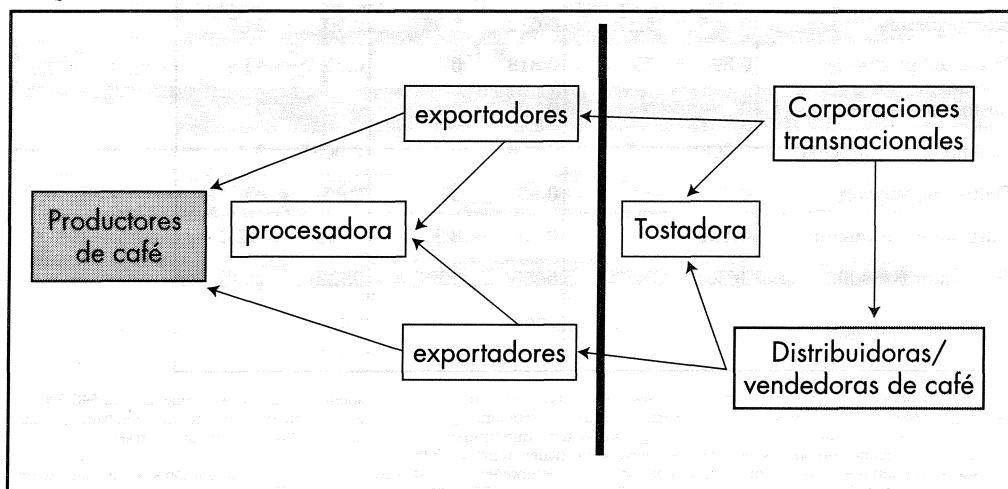 exportadores
Corporaciones
transnacionales
Productores
de café
procesadora
Tostadora
exportadores
Distribuidoras/
vendedoras de café